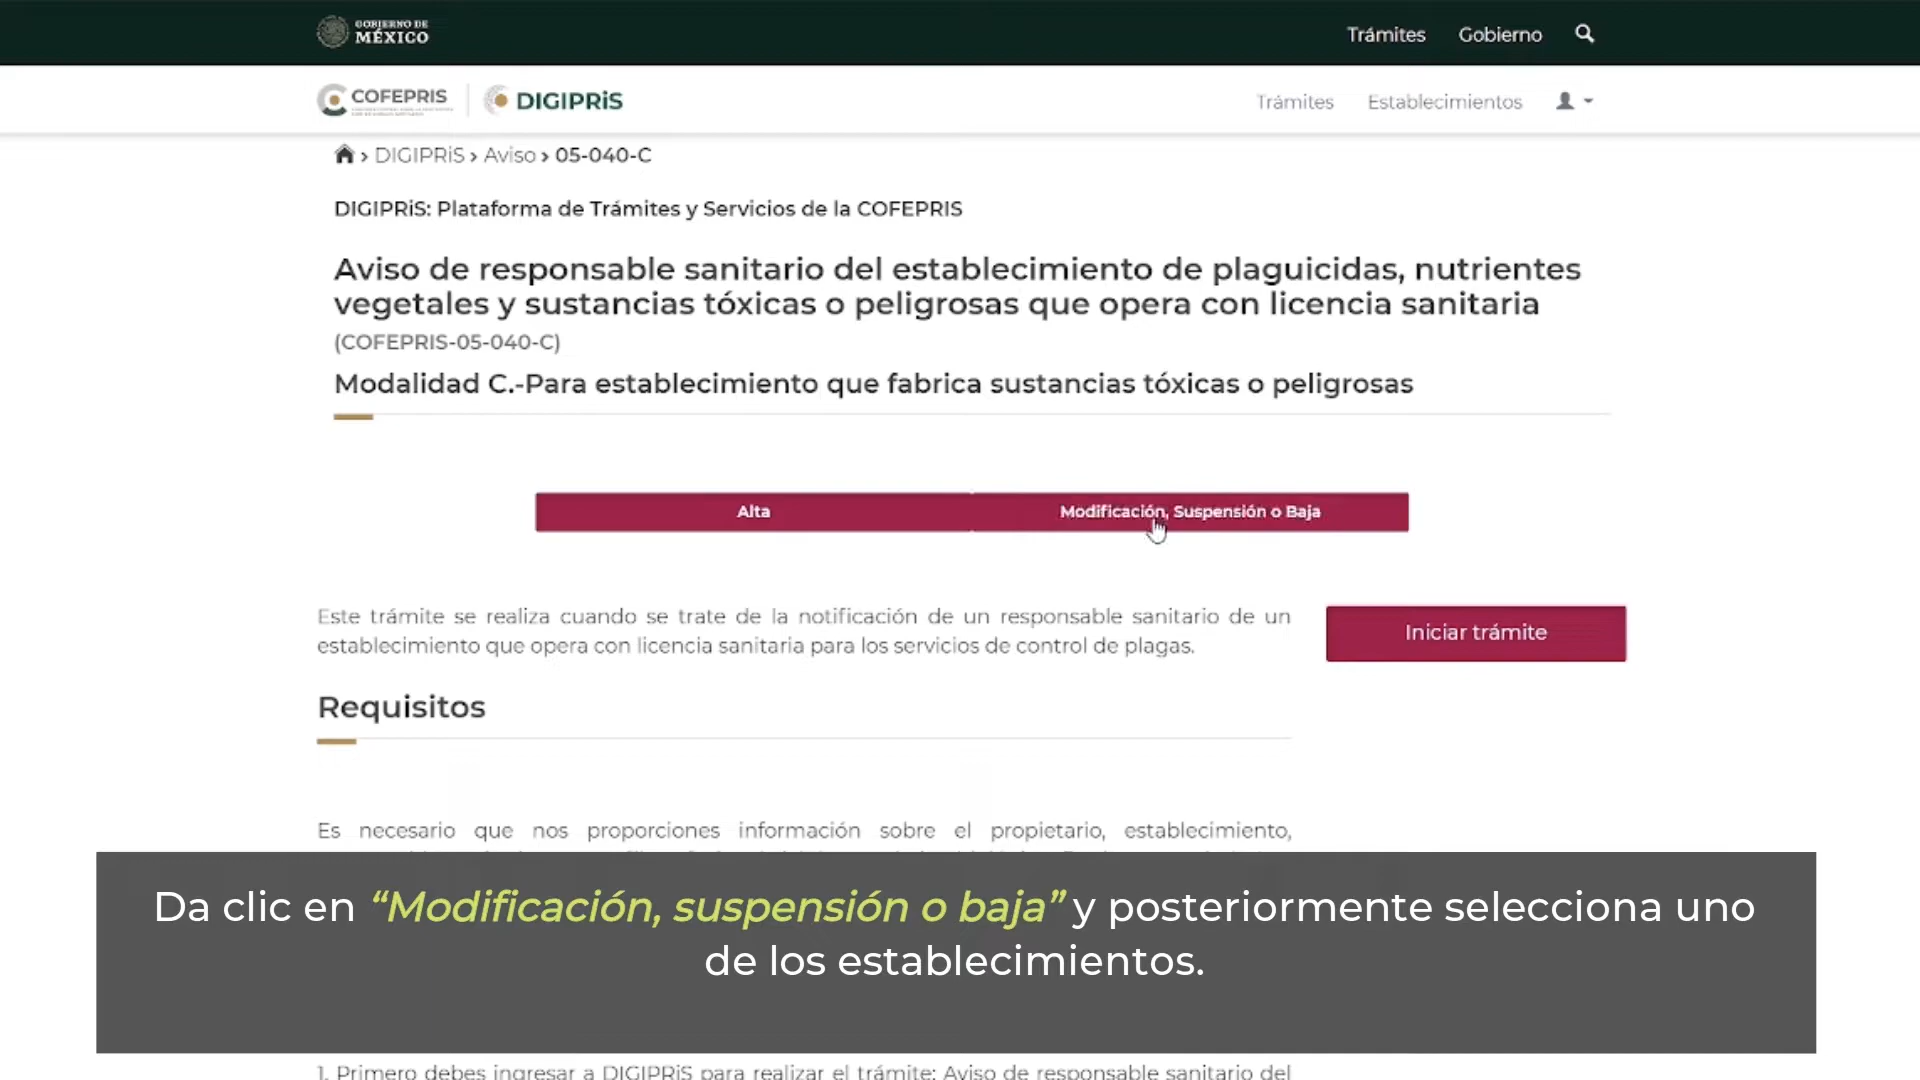 GOBIERNO DE
MÉXICO
Trámites
Gobierno
COFEPRIS
DIGIPRiS
Trámites
Establecimientos
› DIGIPRiS › Aviso › 05-040-C
DIGIPRiS: Plataforma de Trámites y Servicios de la COFEPRIS
Aviso de responsable sanitario del establecimiento de plaguicidas, nutrientes
vegetales y sustancias tóxicas o peligrosas que opera con licencia sanitaria
(COFEPRIS-05-040-C)
Modalidad C.-Para establecimiento que fabrica sustancias tóxicas o peligrosas
Alta
Modificación, Suspensión o Baja
Este trámite se realiza cuando se trate de la notificación de un responsable sanitario de un
establecimiento que opera con licencia sanitaria para los servicios de control de plagas.
Iniciar trámite
Requisitos
Es necesario que nos proporciones información sobre el propietario, establecimiento,
Da clic en “Modificación, suspensión o baja” y posteriormente selecciona uno
de los establecimientos.
1. Primero debes ingresar a DIGIPRiS para realizar el trámite: Aviso de responsable sanitario del